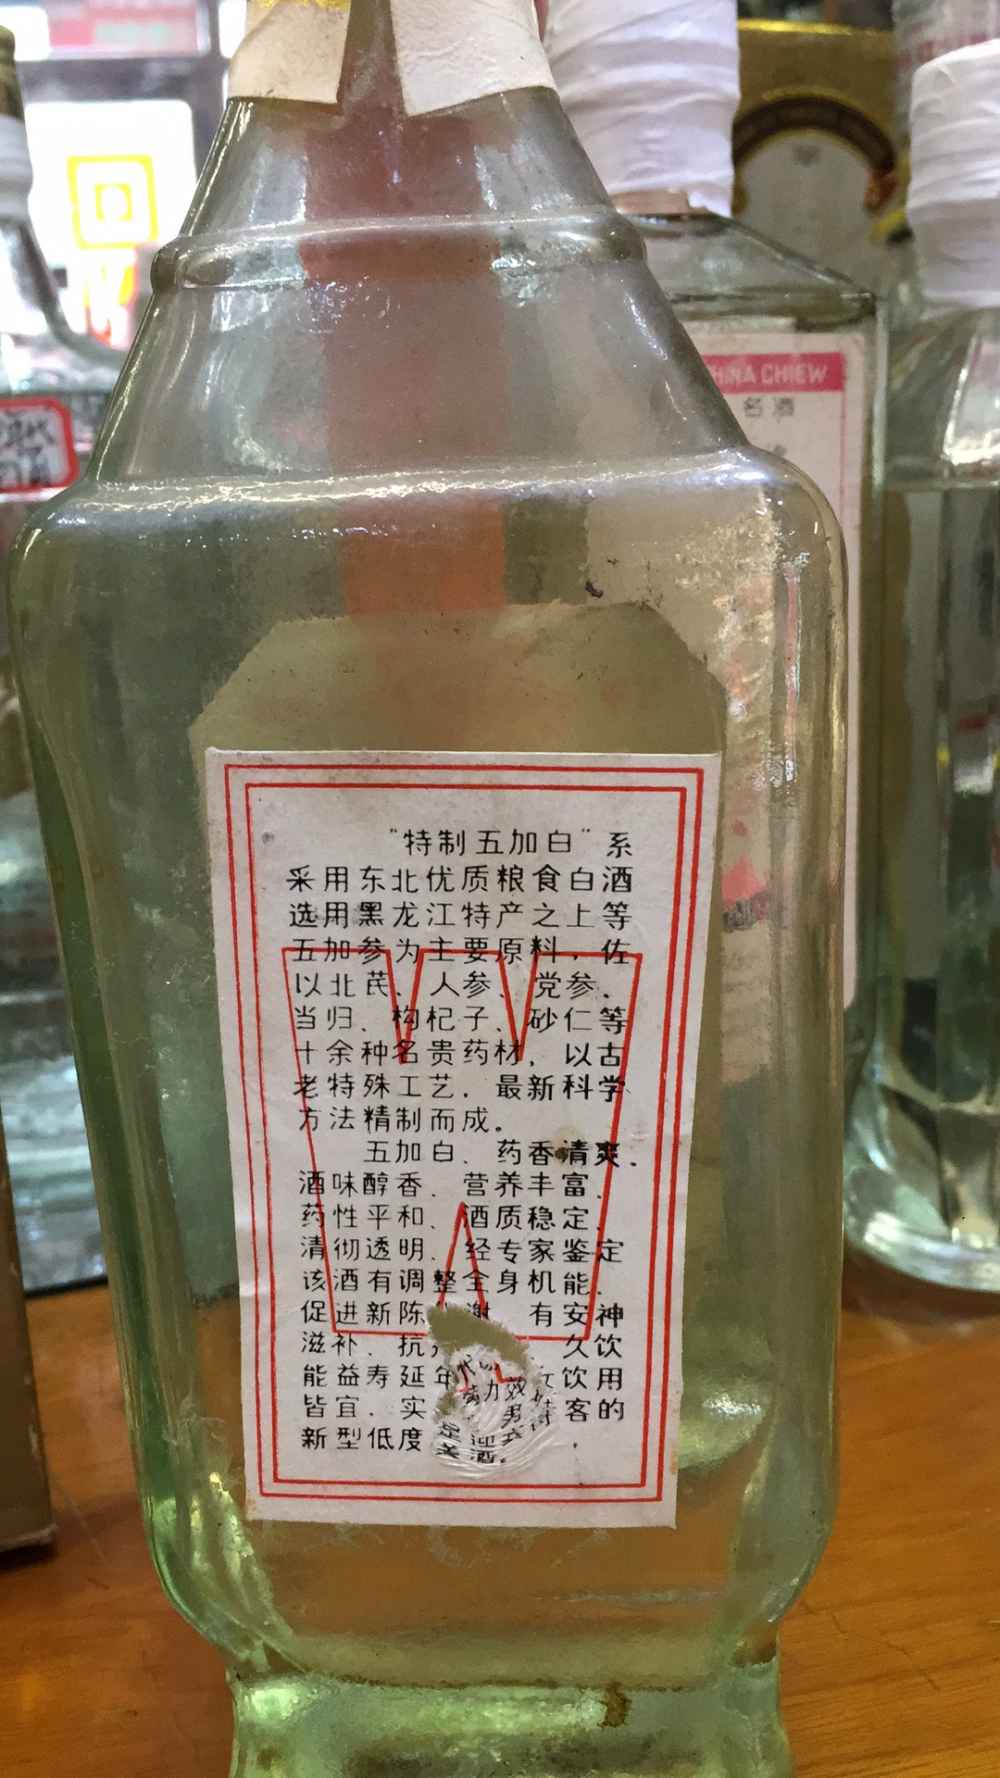 CHINA CHIEW
名酒
“特制五加白”系
采用东北优质粮食白酒
选用黑龙江特产之上等
五加参为主要原料，佐
以北芪、人参、党参、
当归、构杞子、砂仁等
十余种名贵药材，以古
老特殊工艺，最新科学
方法精制而成。
五加白、药香清爽、
酒味醇香、营养丰富、
药性平和、酒质稳定、
清彻透明、经专家鉴定
该酒有调整全身机能、
促进新陈 谢 有安神
滋补、抗 久饮
能益寿延年 饮用
皆宜，实 客的
新型低度